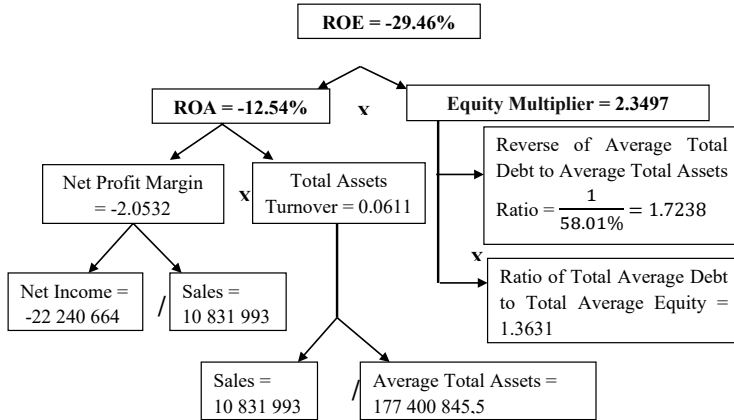 ROE = -29.46%
ROA = -12.54%
x
Equity Multiplier = 2.3497
Net Profit Margin
= -2.0532
x
Total Assets
Turnover = 0.0611
Reverse of Average Total
Debt to Average Total Assets
Ratio = 1/58.01% = 1.7238
x
Ratio of Total Average Debt
to Total Average Equity =
1.3631
Net Income =
-22 240 664
/
Sales =
10 831 993
Sales =
10 831 993
/
Average Total Assets =
177 400 845,5